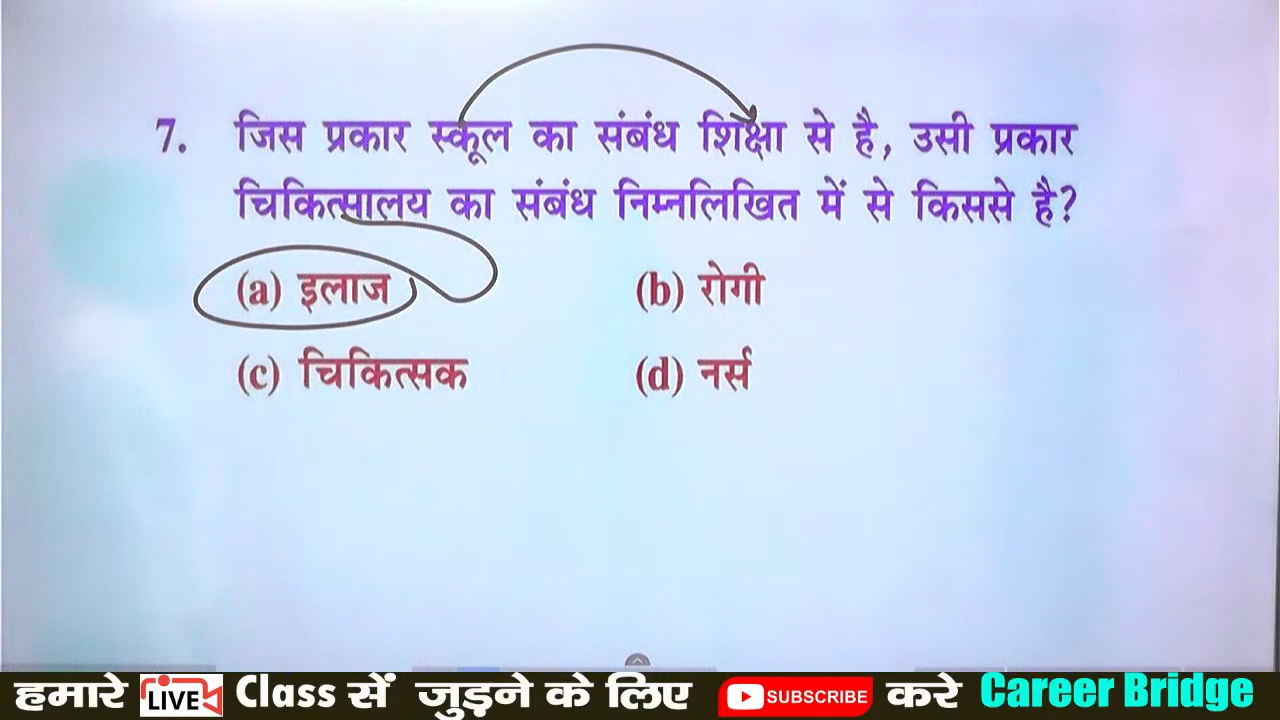 7. जिस प्रकार स्कूल का संबंध शिक्षा से है, उसी प्रकार
चिकित्सालय का संबंध निम्नलिखित में से किससे है?
(a) इलाज (b) रोगी
(c) चिकित्सक (d) नर्स
हमारे LIVE Class सें जुड़ने के लिए SUBSCRIBE करे Career Bridge